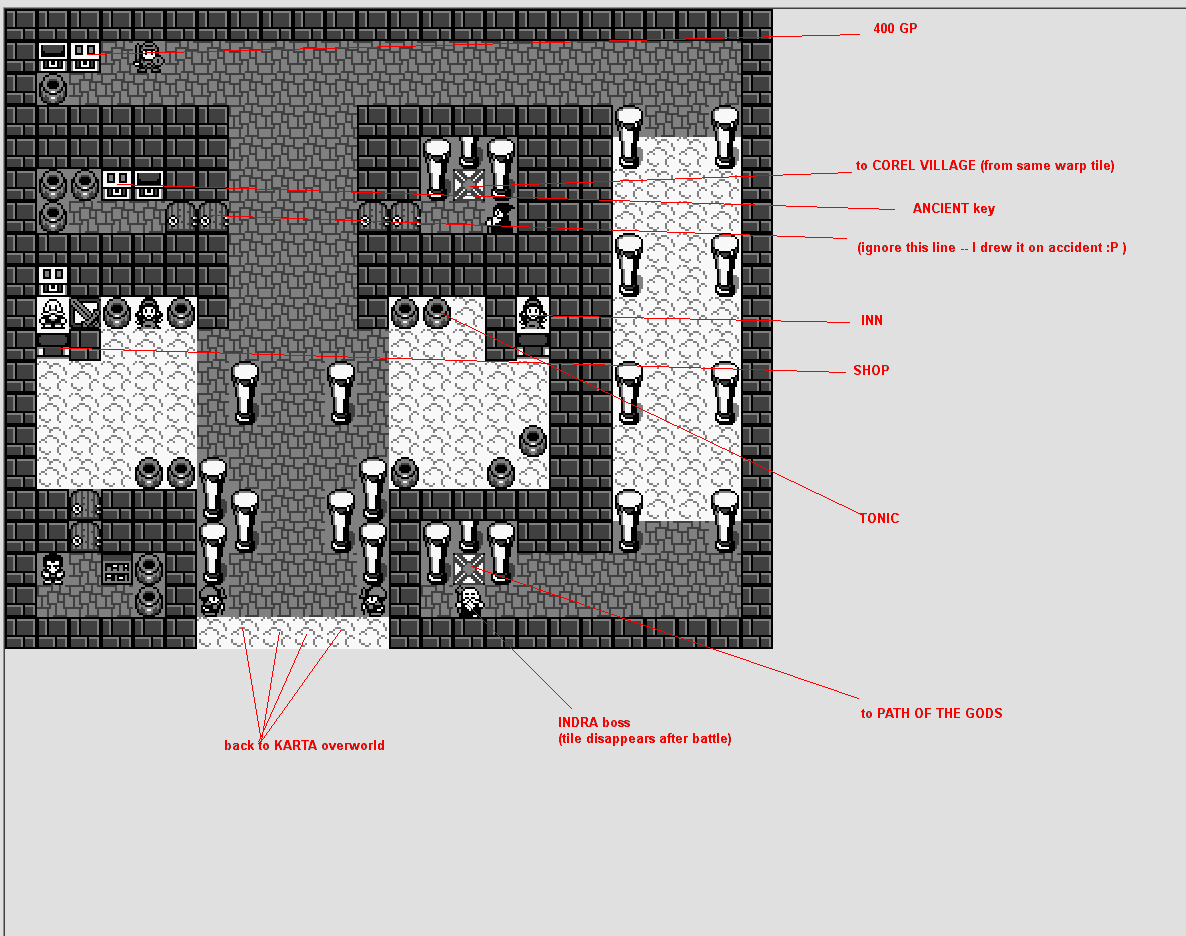 400 GP
to COREL VILLAGE (from same warp tile)
ANCIENT key
(ignore this line -- I drew it on accident :P )
INN
SHOP
TONIC
to PATH OF THE GODS
INDRA boss
(tile disappears after battle)
back to KARTA overworld